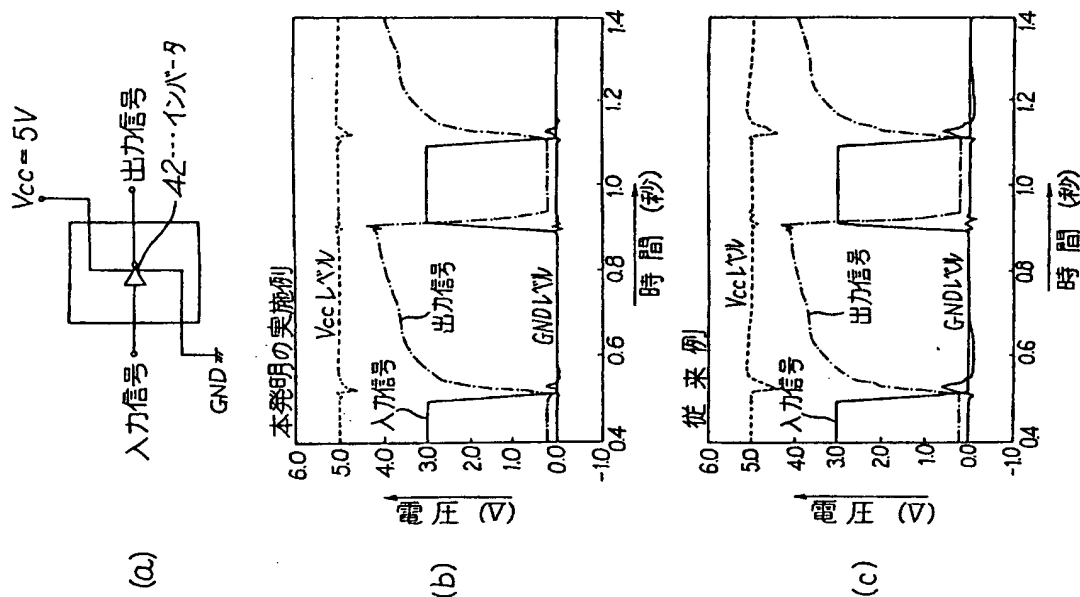 (a)
Vcc=5V
入力信号
出力信号
42…インバータ
GND
(b)
本発明の実施例
6.0
5.0
4.0
3.0
2.0
1.0
0.0
-1.0
電圧 (V)
Vccレベル
入力信号
出力信号
GNDレベル
0.4
0.6
0.8
1.0
1.2
1.4
時間 (秒)
(c)
従来例
6.0
5.0
4.0
3.0
2.0
1.0
0.0
-1.0
電圧 (V)
Vccレベル
入力信号
出力信号
GNDレベル
0.4
0.6
0.8
1.0
1.2
1.4
時間 (秒)